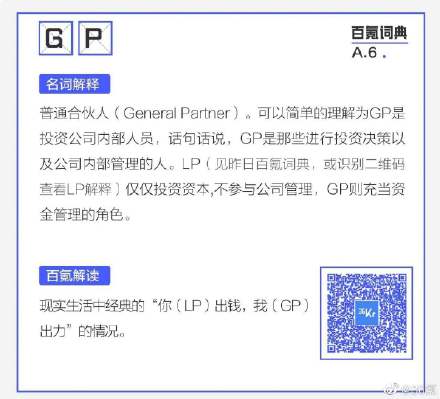 GP
百氪词典
A.6
名词解释
普通合伙人（General Partner）。可以简单的理解为GP是
投资公司内部人员，话句话说，GP是那些进行投资决策以
及公司内部管理的人。LP（见昨日百氪词典，或识别二维码
查看LP解释）仅仅投资资本,不参与公司管理，GP则充当资
金管理的角色。
百氪解读
现实生活中经典的“你（LP）出钱，我（GP）
出力”的情况。
36Kr